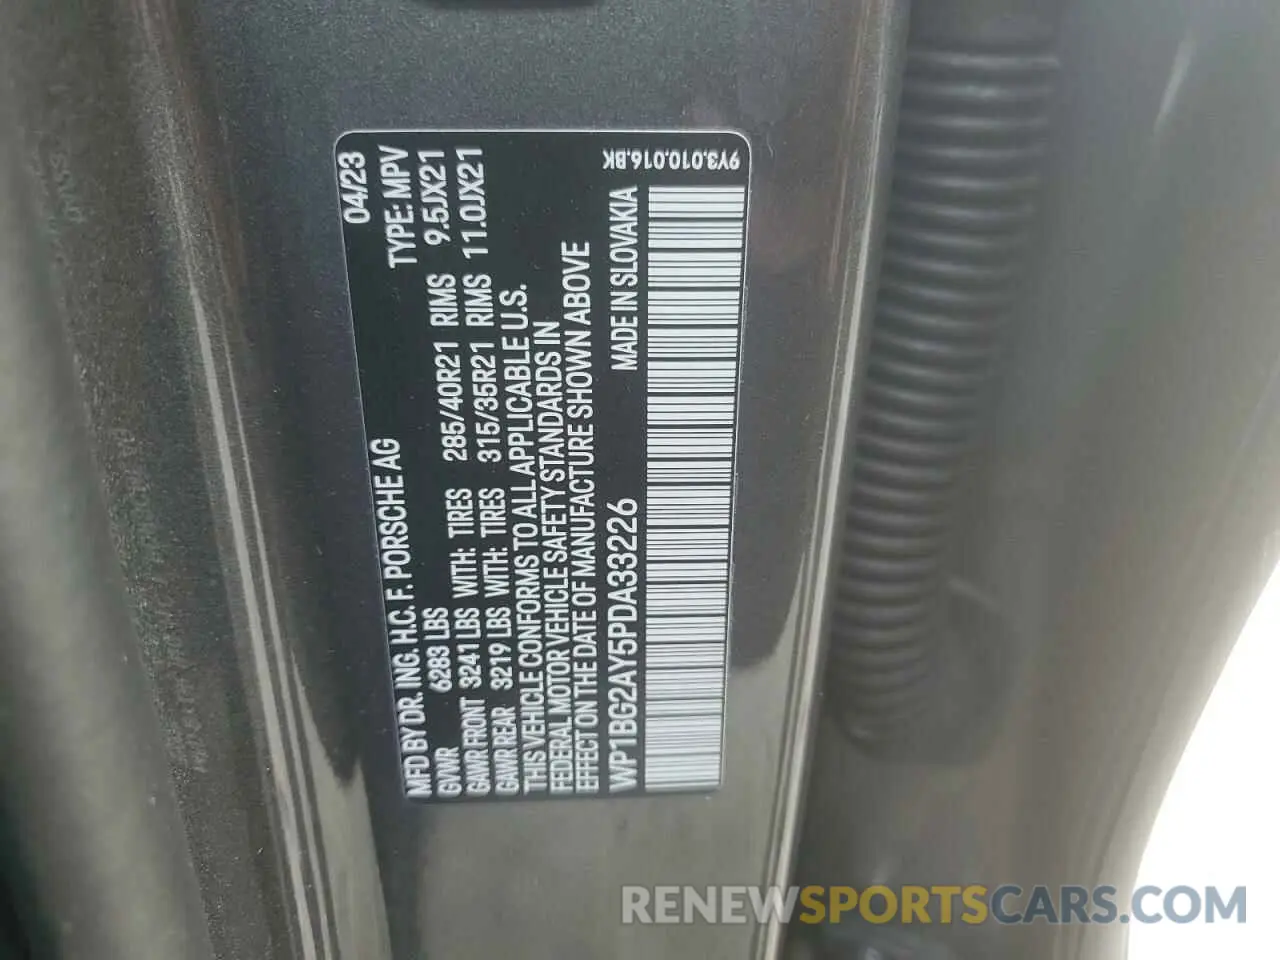 MFD BY DR. ING. H.C. F. PORSCHE AG 04/23
GVWR 6283 LBS TYPE: MPV
GAWR FRONT 3241 LBS WITH: TIRES 285/40R21 RIMS 9.5JX21
GAWR REAR 3219 LBS WITH: TIRES 315/35R21 RIMS 11.0JX21
THIS VEHICLE CONFORMS TO ALL APPLICABLE U.S.
FEDERAL MOTOR VEHICLE SAFETY STANDARDS IN
EFFECT ON THE DATE OF MANUFACTURE SHOWN ABOVE
WP1BG2AY5PDA33226 MADE IN SLOVAKIA
9Y3.010.016.BK
RENEWSPORTSCARS.COM